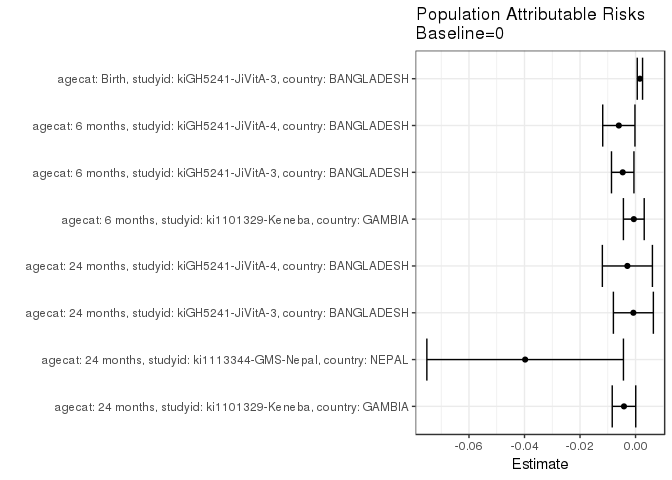 Population Attributable Risks
Baseline=0
agecat: Birth, studyid: kiGH5241-JiVitA-3, country: BANGLADESH
agecat: 6 months, studyid: kiGH5241-JiVitA-4, country: BANGLADESH
agecat: 6 months, studyid: kiGH5241-JiVitA-3, country: BANGLADESH
agecat: 6 months, studyid: ki1101329-Keneba, country: GAMBIA
agecat: 24 months, studyid: kiGH5241-JiVitA-4, country: BANGLADESH
agecat: 24 months, studyid: kiGH5241-JiVitA-3, country: BANGLADESH
agecat: 24 months, studyid: ki1113344-GMS-Nepal, country: NEPAL
agecat: 24 months, studyid: ki1101329-Keneba, country: GAMBIA
-0.06 -0.04 -0.02 0.00
Estimate